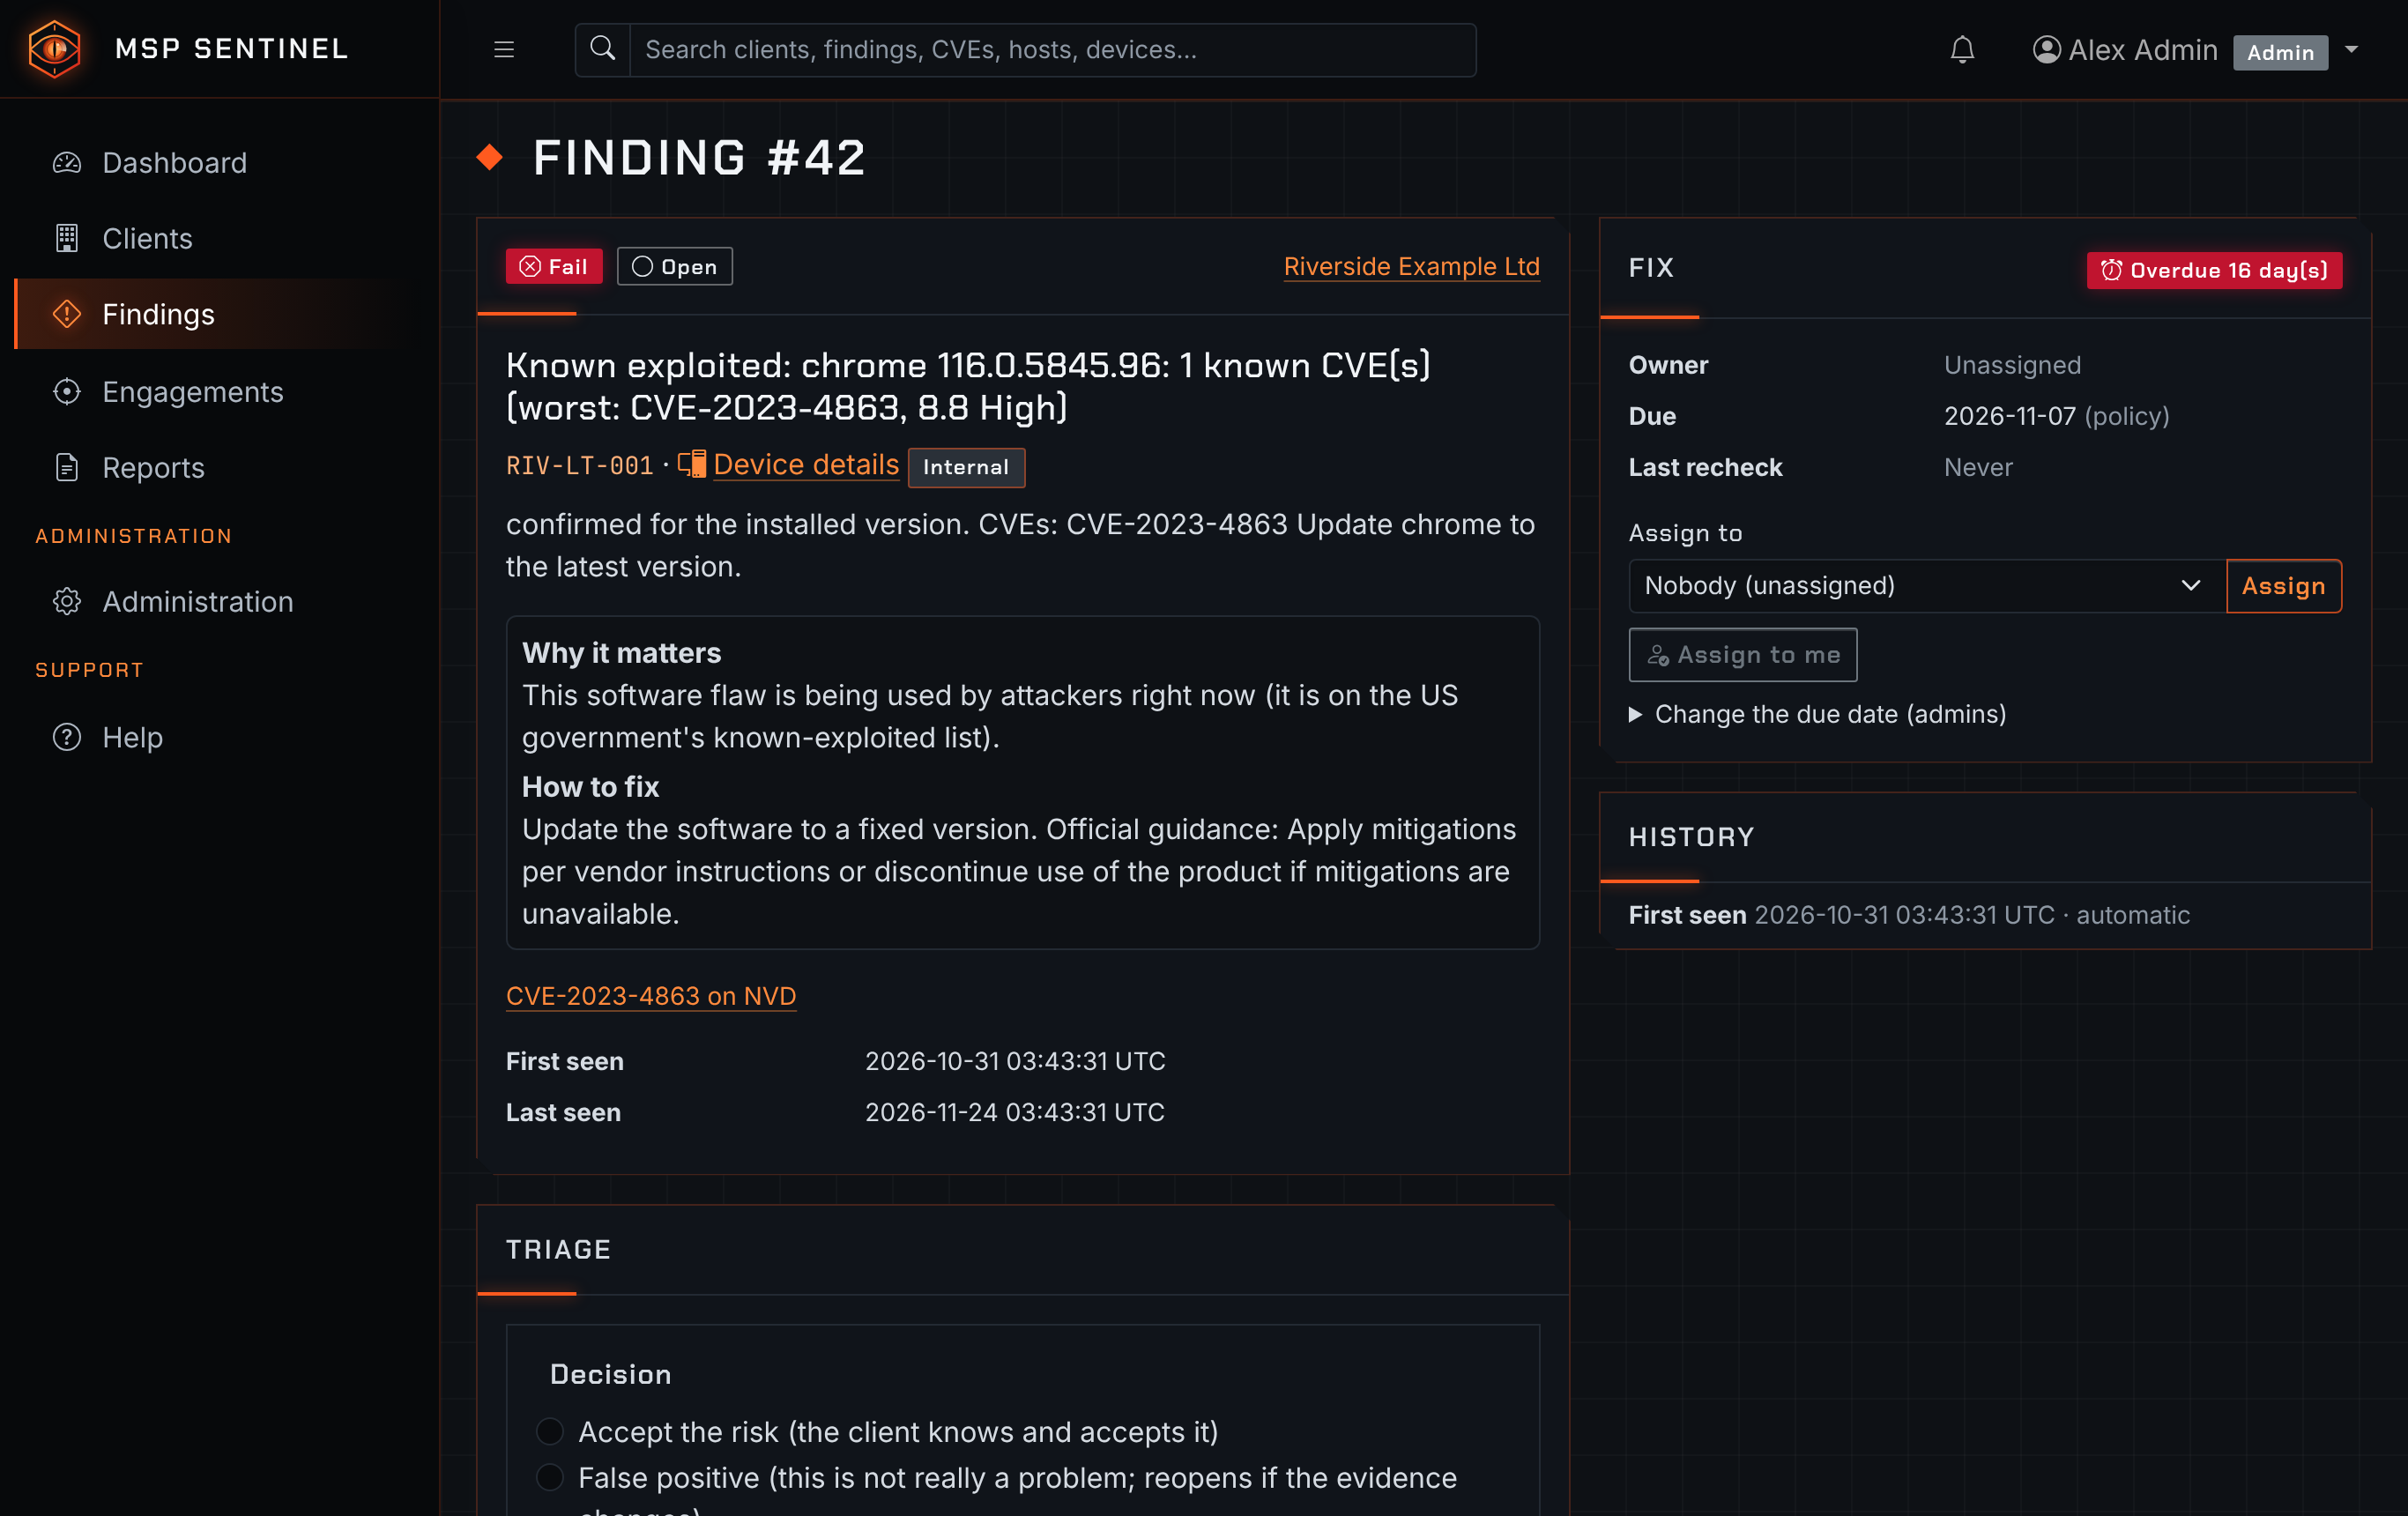 MSP SENTINEL
Search clients, findings, CVEs, hosts, devices...
Alex Admin Admin
Dashboard
Clients
Findings
Engagements
Reports
ADMINISTRATION
Administration
SUPPORT
Help
FINDING #42
Fail Open Riverside Example Ltd
Known exploited: chrome 116.0.5845.96: 1 known CVE(s)
(worst: CVE-2023-4863, 8.8 High)
RIV-LT-001 · Device details Internal
confirmed for the installed version. CVEs: CVE-2023-4863 Update chrome to
the latest version.
Why it matters
This software flaw is being used by attackers right now (it is on the US
government's known-exploited list).
How to fix
Update the software to a fixed version. Official guidance: Apply mitigations
per vendor instructions or discontinue use of the product if mitigations are
unavailable.
CVE-2023-4863 on NVD
First seen 2026-10-31 03:43:31 UTC
Last seen 2026-11-24 03:43:31 UTC
TRIAGE
Decision
Accept the risk (the client knows and accepts it)
False positive (this is not really a problem; reopens if the evidence
changes)
FIX Overdue 16 day(s)
Owner Unassigned
Due 2026-11-07 (policy)
Last recheck Never
Assign to
Nobody (unassigned) Assign
Assign to me
Change the due date (admins)
HISTORY
First seen 2026-10-31 03:43:31 UTC · automatic